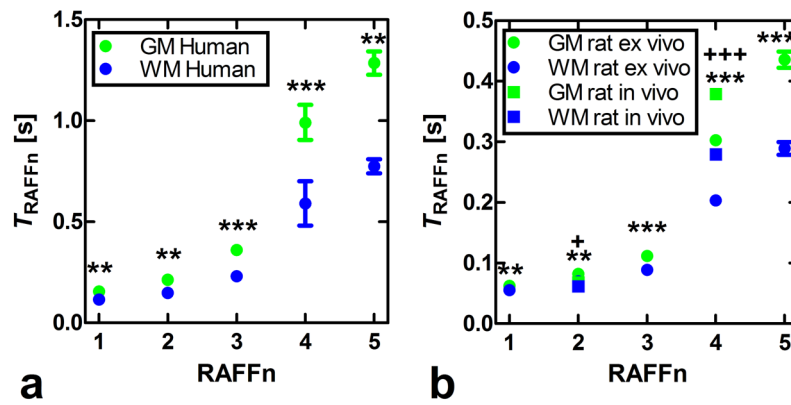 1.5
1.0
0.5
0.0
T_RAFFn [s]
GM Human
WM Human
**
**
***
***
**
1 2 3 4 5
RAFFn
a
0.5
0.4
0.3
0.2
0.1
0.0
T_RAFFn [s]
GM rat ex vivo
WM rat ex vivo
GM rat in vivo
WM rat in vivo
**
+
**
***
+++
***
***
1 2 3 4 5
RAFFn
b